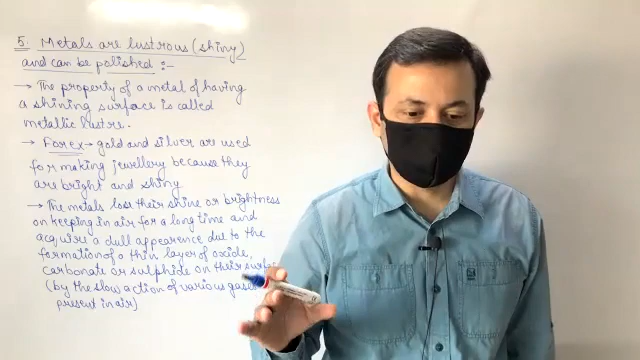 5. Metals are lustrous (shiny)
and can be polished :-
→ The property of a metal of having
a shining surface is called
metallic lustre.
→ Forex → gold and silver are used
for making jewellery because they
are bright and shiny
→ The metals lose their shine or brightness
on keeping in air for a long time and
acquire a dull appearence due to the
formation of a thin layer of oxide,
carbonate or sulphide on their
(by the slow action of various gases
present in air)